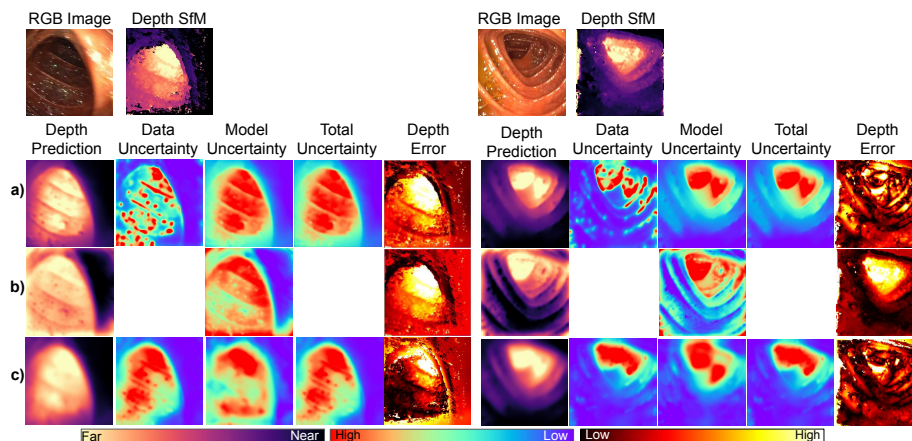 RGB Image Depth SfM RGB Image Depth SfM
Depth Prediction Data Uncertainty Model Uncertainty Total Uncertainty Depth Error Depth Prediction Data Uncertainty Model Uncertainty Total Uncertainty Depth Error
a)
b)
c)
Far Near High Low Low High